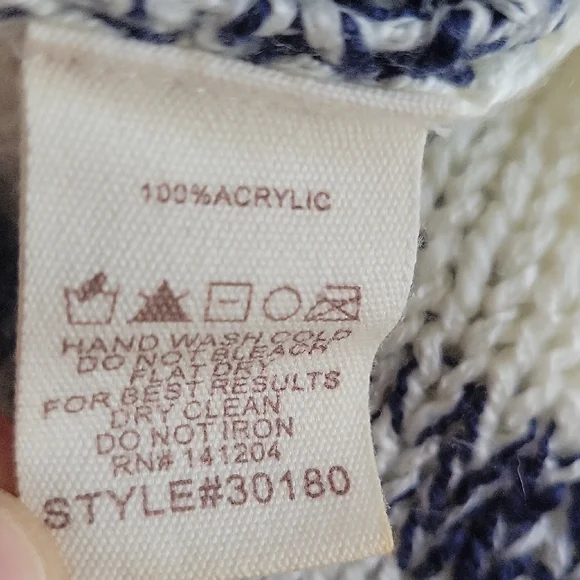 100%ACRYLIC
HAND WASH COLD
DO NOT BLEACH
FLAT DRY
FOR BEST RESULTS
DRY CLEAN
DO NOT IRON
RN# 141204
STYLE#30180